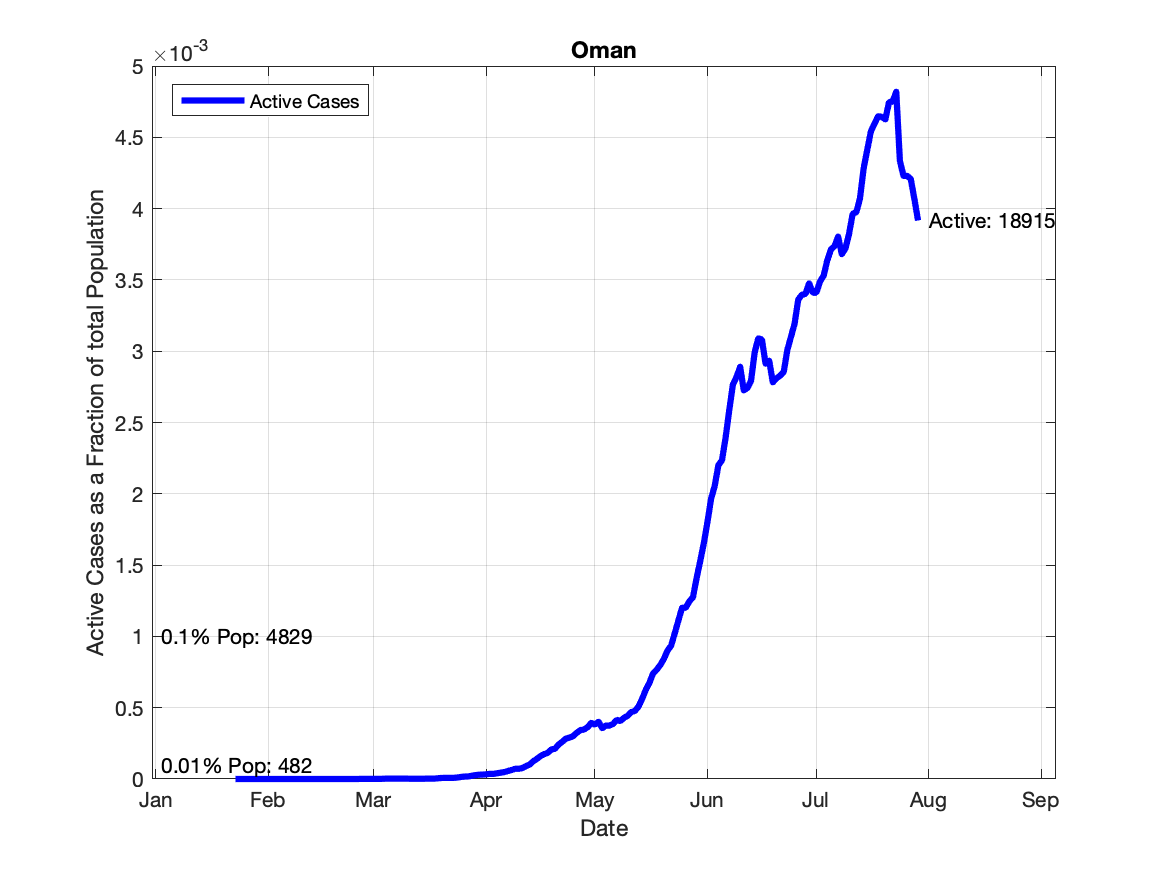 Oman
×10-3
5
4.5
4
3.5
3
2.5
2
1.5
1
0.5
0
Active Cases
Active: 18915
0.1% Pop: 4829
0.01% Pop: 482
Active Cases as a Fraction of total Population
Jan Feb Mar Apr May Jun Jul Aug Sep
Date